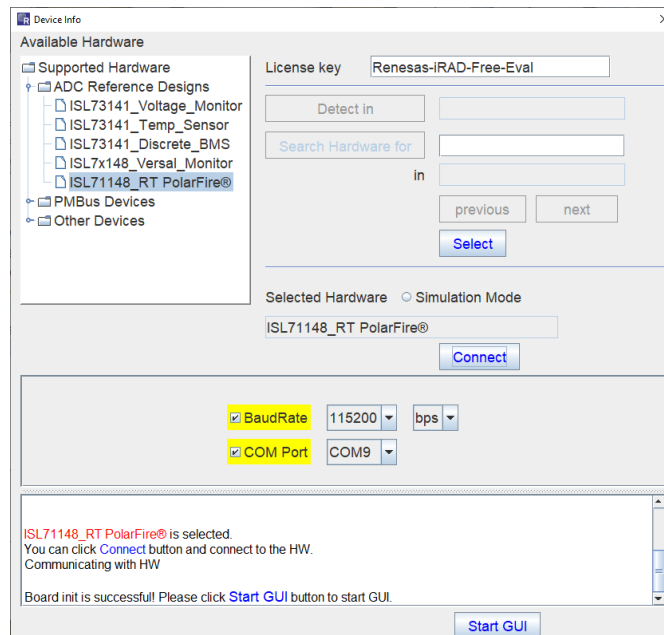 Device Info
Available Hardware
Supported Hardware
ADC Reference Designs
ISL73141_Voltage_Monitor
ISL73141_Temp_Sensor
ISL73141_Discrete_BMS
ISL7x148_Versal_Monitor
ISL71148_RT PolarFire®
PMBus Devices
Other Devices
License key Renesas-iRAD-Free-Eval
Detect in
Search Hardware for
in
previous next
Select
Selected Hardware Simulation Mode
ISL71148_RT PolarFire®
Connect
BaudRate 115200 bps
COM Port COM9
ISL71148_RT PolarFire® is selected.
You can click Connect button and connect to the HW.
Communicating with HW
Board init is successful! Please click Start GUI button to start GUI.
Start GUI